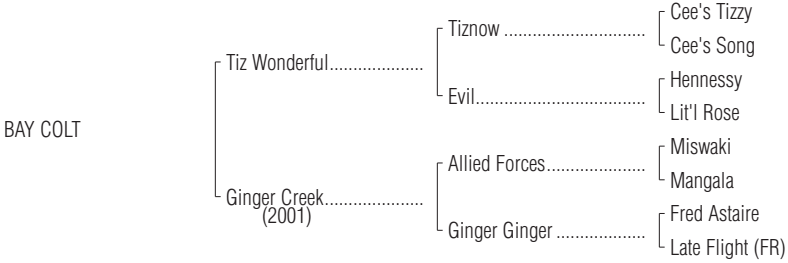 Cee's Tizzy
Tiznow ..............................
Cee's Song
Tiz Wonderful....................
Hennessy
Evil....................................
Lit'l Rose
BAY COLT
Miswaki
Allied Forces.....................
Mangala
Ginger Creek.....................
(2001)
Fred Astaire
Ginger Ginger ...................
Late Flight (FR)